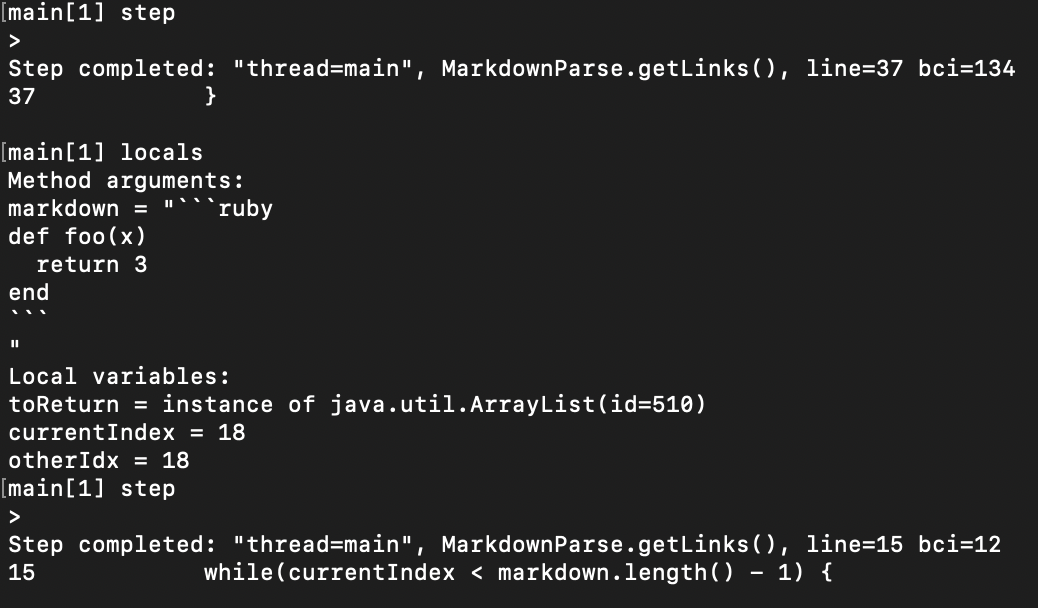 [main[1] step
>
Step completed: "thread=main", MarkdownParse.getLinks(), line=37 bci=134
37            }
[main[1] locals
Method arguments:
markdown = "```ruby
def foo(x)
  return 3
end
```
"
Local variables:
toReturn = instance of java.util.ArrayList(id=510)
currentIndex = 18
otherIdx = 18
[main[1] step
>
Step completed: "thread=main", MarkdownParse.getLinks(), line=15 bci=12
15            while(currentIndex < markdown.length() - 1) {